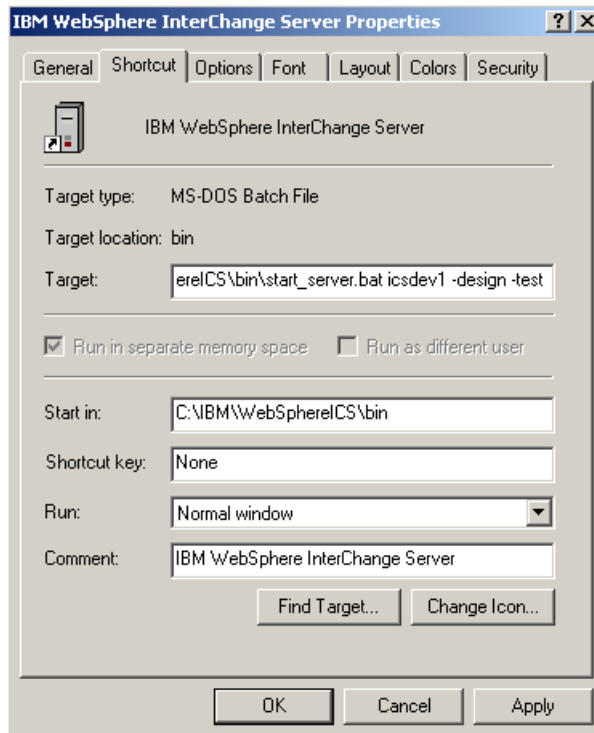 IBM WebSphere InterChange Server Properties
General Shortcut Options Font Layout Colors Security
IBM WebSphere InterChange Server
Target type: MS-DOS Batch File
Target location: bin
Target: ereICS\bin\start_server.bat icsdev1 -design -test
Run in separate memory space Run as different user
Start in: C:\IBM\WebSphereICS\bin
Shortcut key: None
Run: Normal window
Comment: IBM WebSphere InterChange Server
Find Target... Change Icon...
OK Cancel Apply